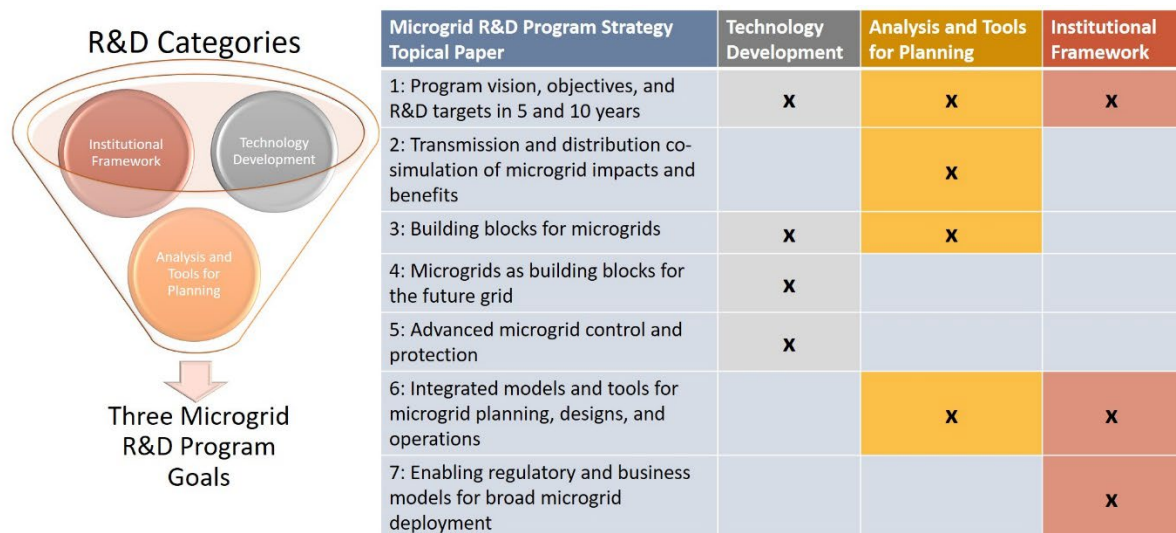 R&D Categories
Institutional
Framework
Technology
Development
Analysis and
Tools for
Planning
Three Microgrid
R&D Program
Goals
Microgrid R&D Program Strategy
Topical Paper
Technology
Development
Analysis and Tools
for Planning
Institutional
Framework
1: Program vision, objectives, and
R&D targets in 5 and 10 years
x
x
x
2: Transmission and distribution co-
simulation of microgrid impacts and
benefits
x
3: Building blocks for microgrids
x
x
4: Microgrids as building blocks for
the future grid
x
5: Advanced microgrid control and
protection
x
6: Integrated models and tools for
microgrid planning, designs, and
operations
x
x
7: Enabling regulatory and business
models for broad microgrid
deployment
x